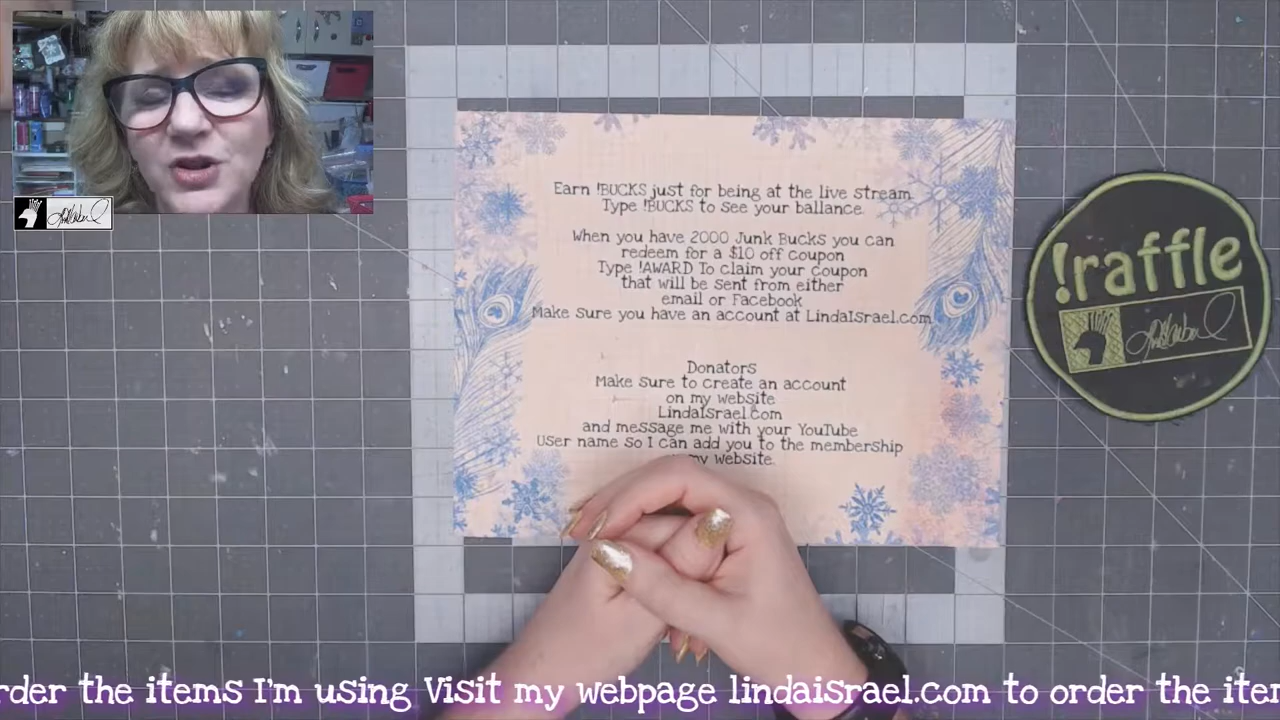 Earn !BUCKS just for being at the live stream.
Type !BUCKS to see your ballance.
When you have 2000 Junk Bucks you can
redeem for a $10 off coupon
Type !AWARD To claim your coupon
that will be sent from either
email or Facebook
Make sure you have an account at LindaIsrael.com
Donators
Make sure to create an account
on my website
LindaIsrael.com
and message me with your YouTube
User name so I can add you to the membership
my website.
!raffle
rder the items I'm using Visit my webpage lindaisrael.com to order the iter